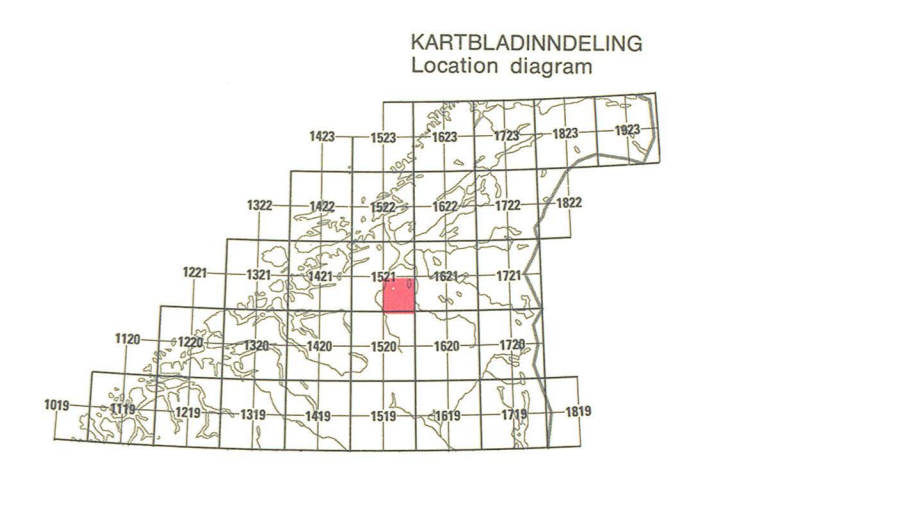 KARTBLADINNDELING
Location diagram
1423 1523 1623 1723 1823 1923
1322 1422 1522 1622 1722 1822
1221 1321 1421 1521 1621 1721
1120 1220 1320 1420 1520 1620 1720
1019 1119 1219 1319 1419 1519 1619 1719 1819